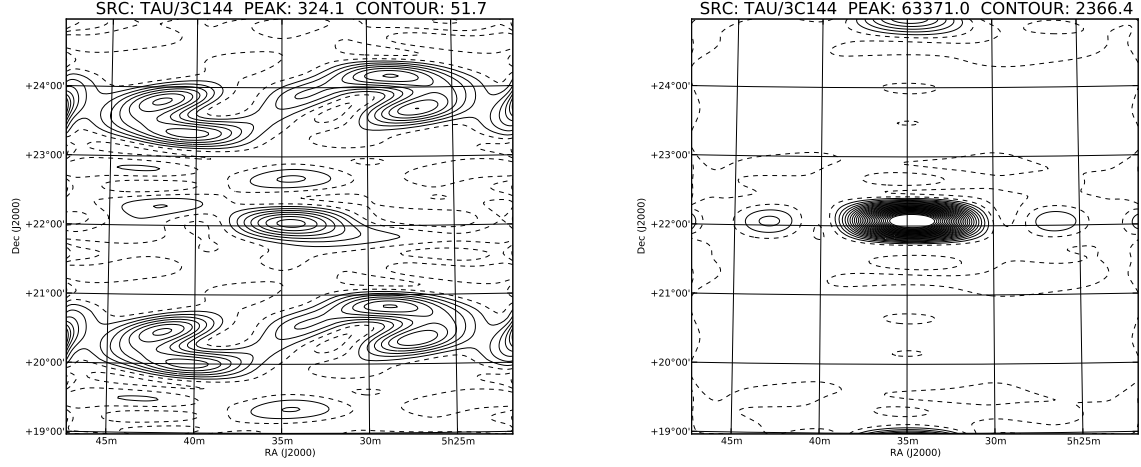 SRC: TAU/3C144 PEAK: 324.1 CONTOUR: 51.7
+24°00'
+23°00'
+22°00'
+21°00'
+20°00'
+19°00'
Dec (J2000)
45m 40m 35m 30m 5h25m
RA (J2000)
SRC: TAU/3C144 PEAK: 63371.0 CONTOUR: 2366.4
+24°00'
+23°00'
+22°00'
+21°00'
+20°00'
+19°00'
Dec (J2000)
45m 40m 35m 30m 5h25m
RA (J2000)